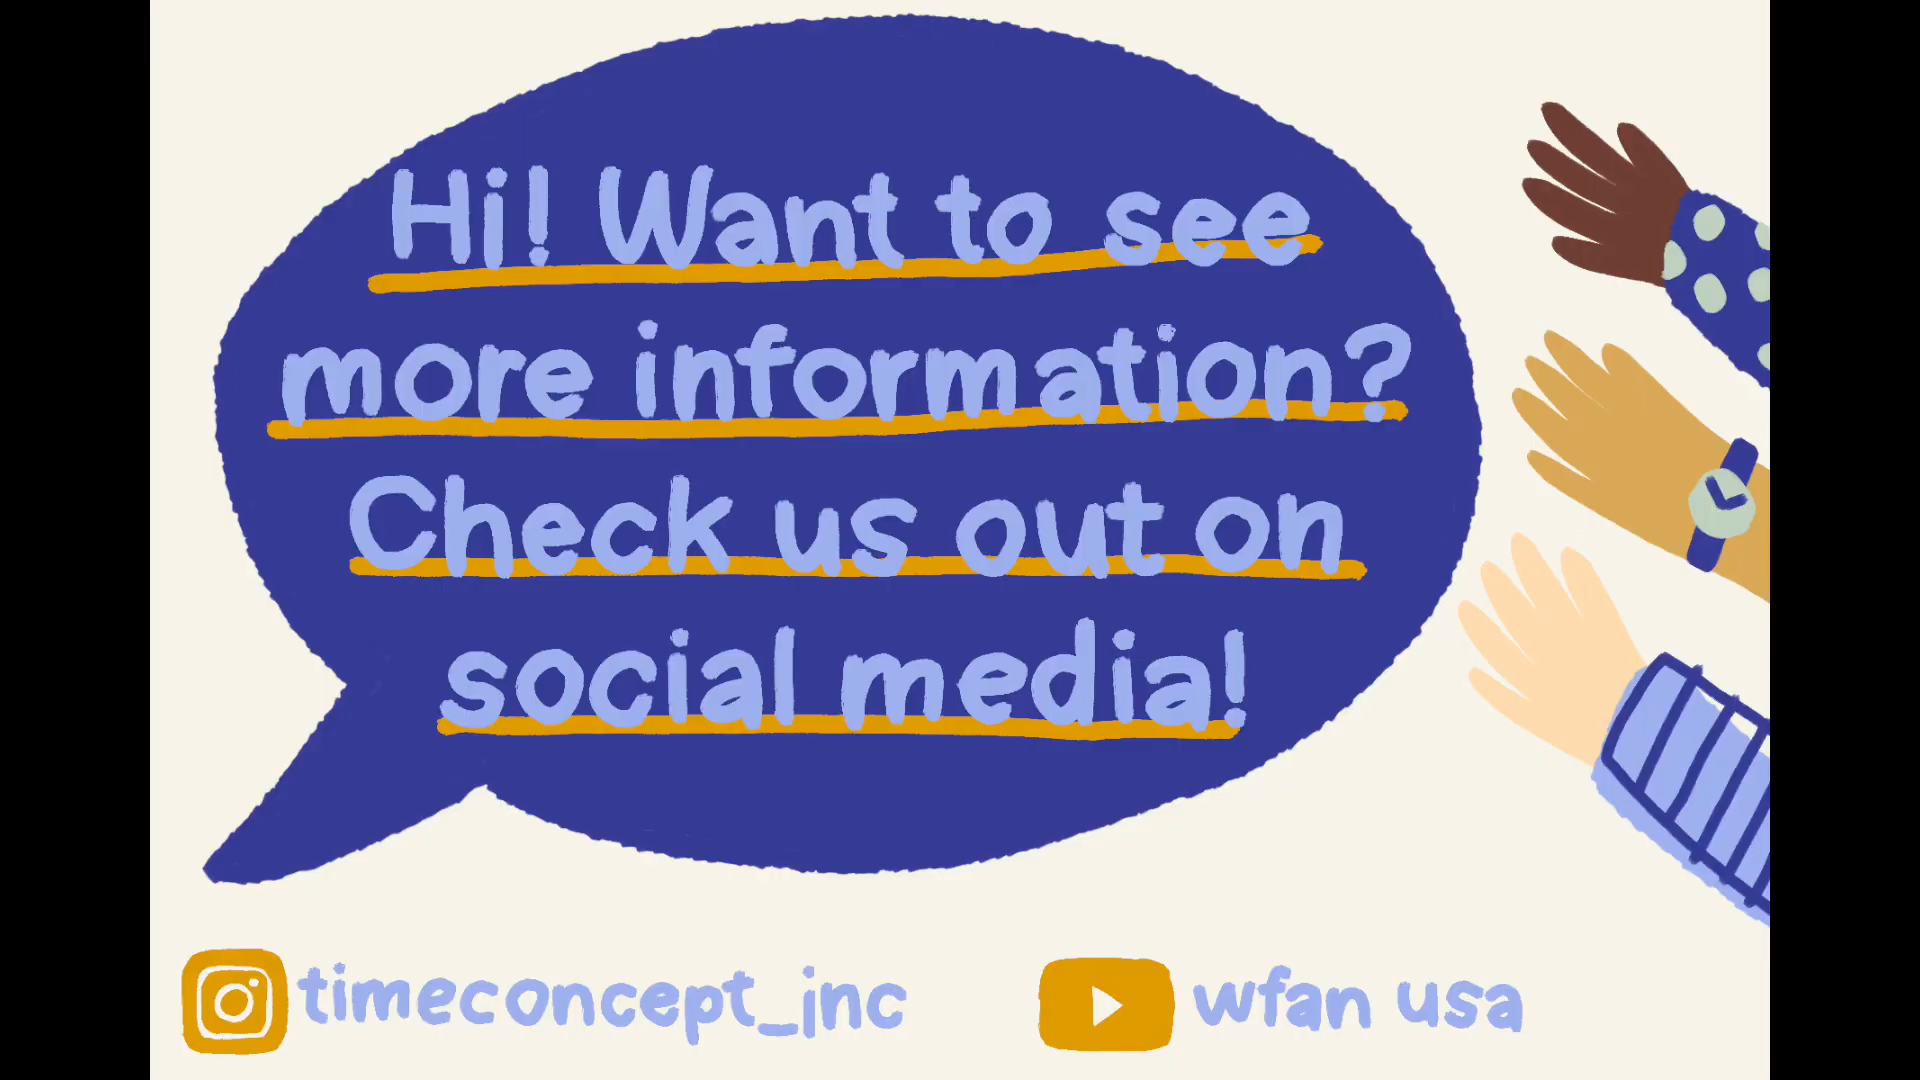 Hi! Want to see
more information?
Check us out on
social media!
timeconcept_inc
wfan usa